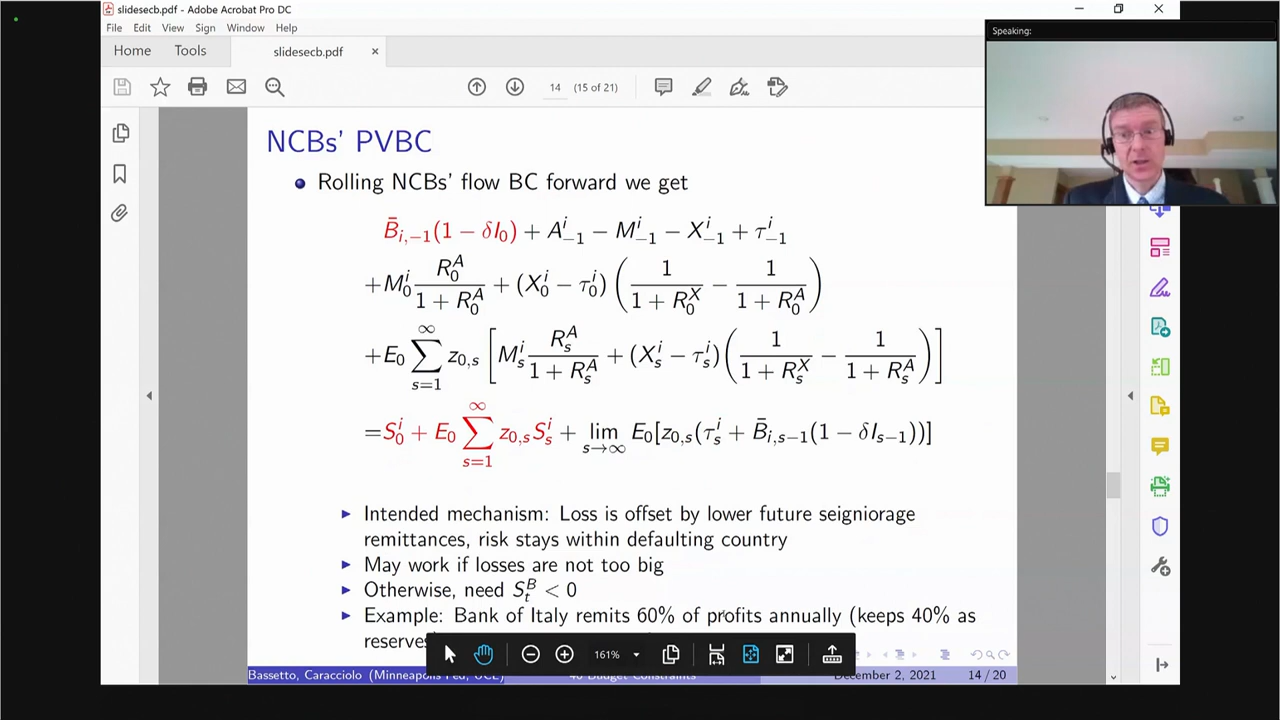 slidesecb.pdf - Adobe Acrobat Pro DC
File Edit View Sign Window Help
Home Tools slidesecb.pdf ×
14 (15 of 21)
Speaking:
NCBs' PVBC
Rolling NCBs' flow BC forward we get
B̄_{i,−1}(1 − δI_0) + A^i_{−1} − M^i_{−1} − X^i_{−1} + τ^i_{−1}
+M^i_0 R^A_0/(1 + R^A_0) + (X^i_0 − τ^i_0) (1/(1 + R^X_0) − 1/(1 + R^A_0))
+E_0 ∑_{s=1}^∞ z_{0,s} [M^i_s R^A_s/(1 + R^A_s) + (X^i_s − τ^i_s) (1/(1 + R^X_s) − 1/(1 + R^A_s))]
=S^i_0 + E_0 ∑_{s=1}^∞ z_{0,s}S^i_s + lim_{s→∞} E_0[z_{0,s}(τ^i_s + B̄_{i,s−1}(1 − δI_{s−1}))]
Intended mechanism: Loss is offset by lower future seigniorage
remittances, risk stays within defaulting country
May work if losses are not too big
Otherwise, need S^B_t < 0
Example: Bank of Italy remits 60% of profits annually (keeps 40% as
reserves
161%
Bassetto, Caracciolo (Minneapolis Fed, UCL) Budget Constraints December 2, 2021 14 / 20